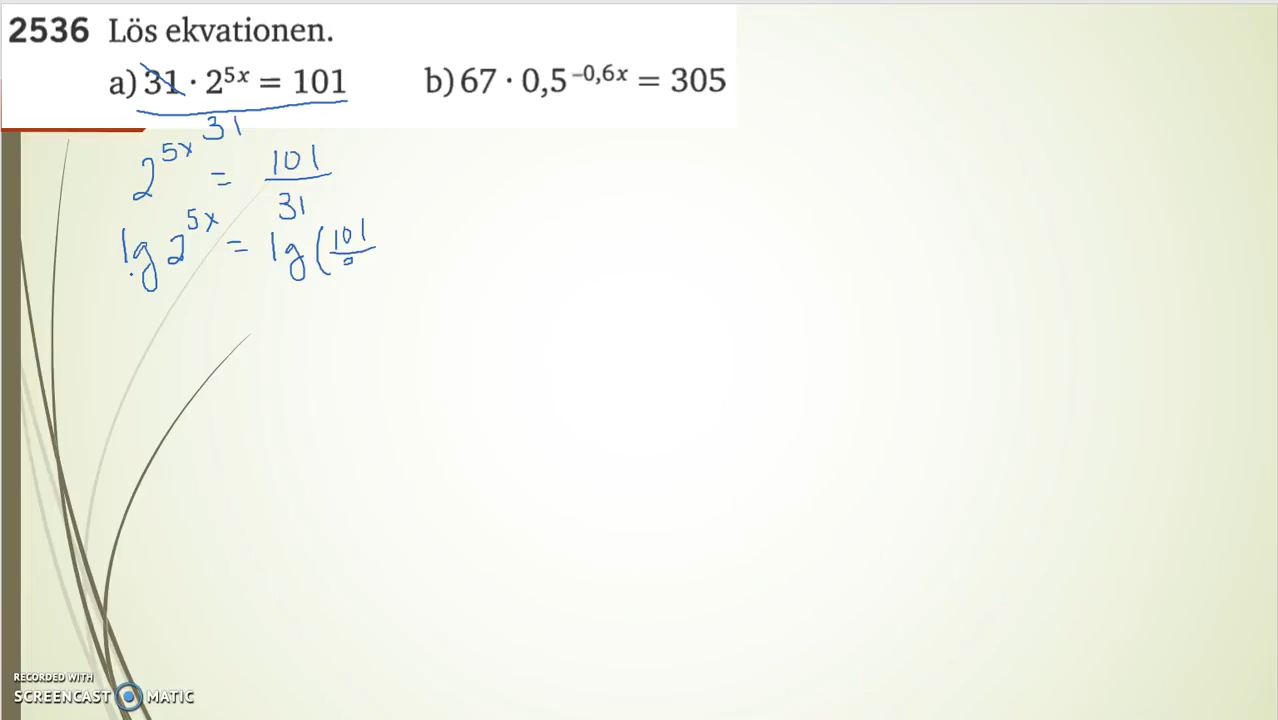 2536 Lös ekvationen.
a) 31 · 2^5x = 101 b) 67 · 0,5^–0,6x = 305
31
2^5x = 101/31
lg 2^5x = lg (101
RECORDED WITH
SCREENCAST MATIC